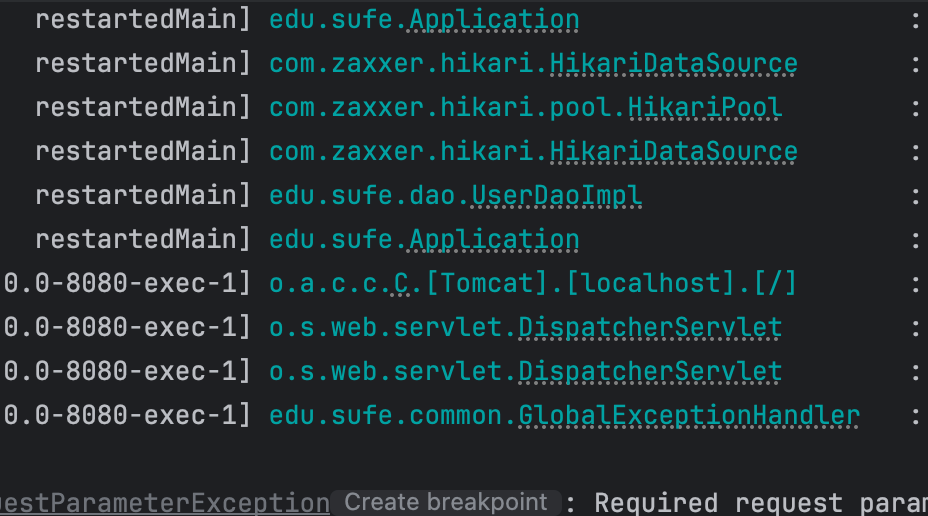 restartedMain] edu.sufe.Application :
restartedMain] com.zaxxer.hikari.HikariDataSource :
restartedMain] com.zaxxer.hikari.pool.HikariPool :
restartedMain] com.zaxxer.hikari.HikariDataSource :
restartedMain] edu.sufe.dao.UserDaoImpl :
restartedMain] edu.sufe.Application :
0.0-8080-exec-1] o.a.c.c.C.[Tomcat].[localhost].[/] :
0.0-8080-exec-1] o.s.web.servlet.DispatcherServlet :
0.0-8080-exec-1] o.s.web.servlet.DispatcherServlet :
0.0-8080-exec-1] edu.sufe.common.GlobalExceptionHandler :
uestParameterException Create breakpoint : Required request param